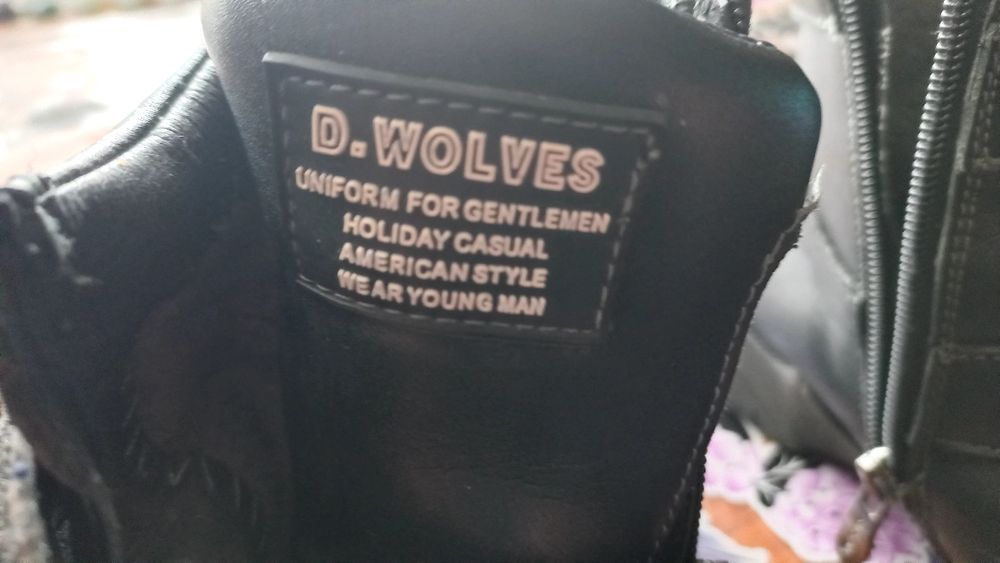 D.WOLVES
UNIFORM FOR GENTLEMEN
HOLIDAY CASUAL
AMERICAN STYLE
WEAR YOUNG MAN